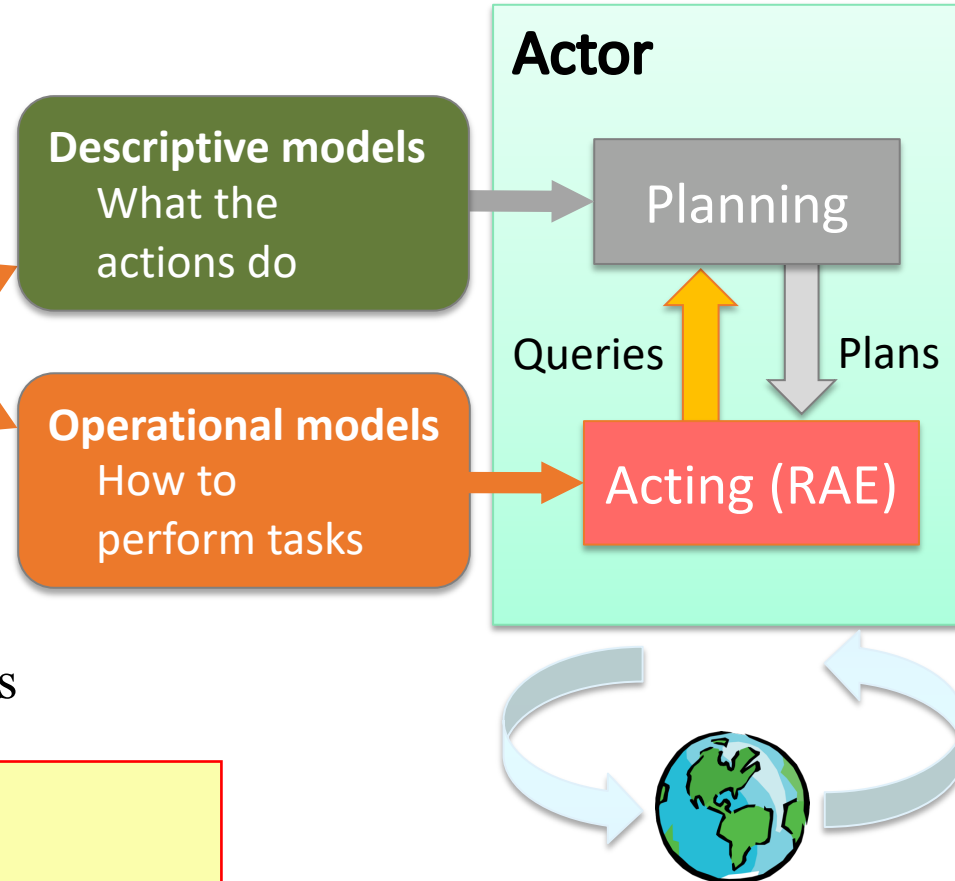 Actor
Descriptive models
What the
actions do
Planning
Queries
Plans
Operational models
How to
perform tasks
Acting (RAE)
s